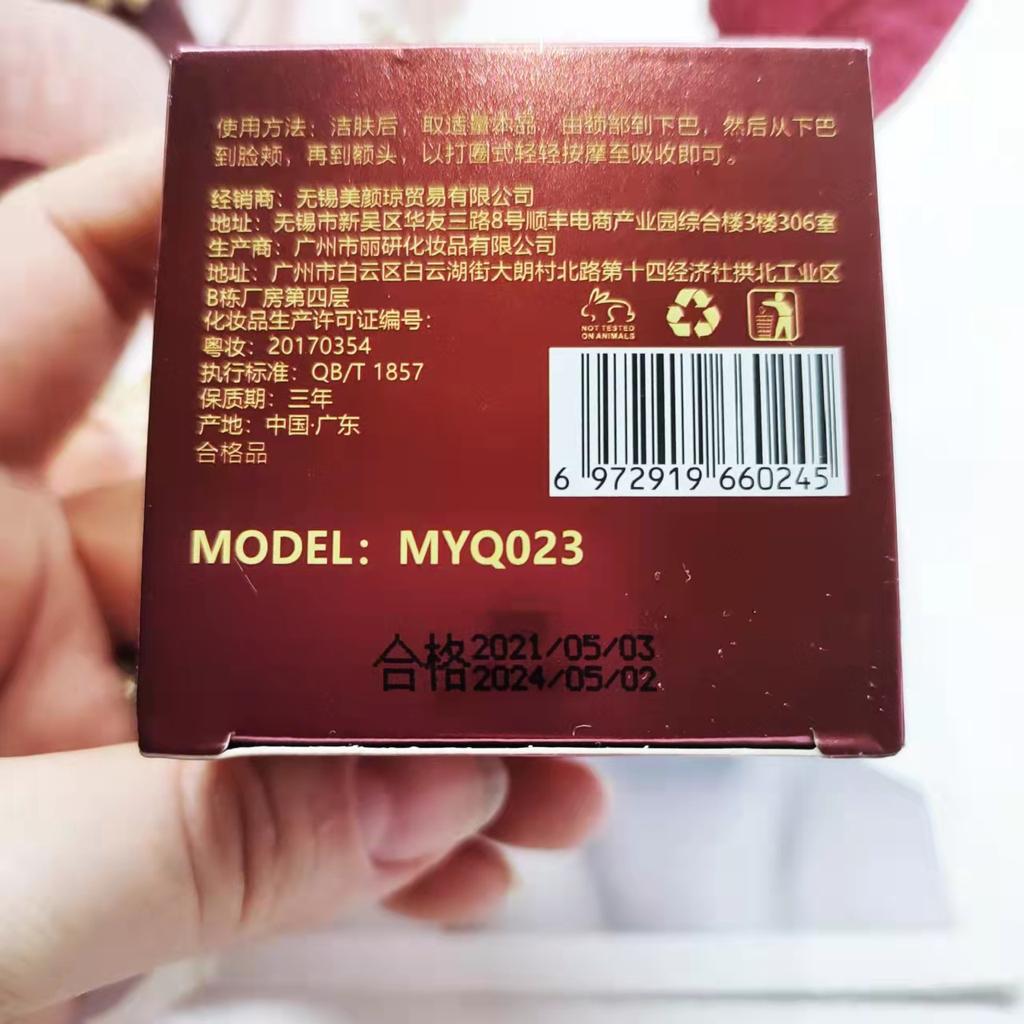 使用方法：洁肤后，取适量本品，由颈部到下巴，然后从下巴
到脸颊，再到额头，以打圈式轻轻按摩至吸收即可。
经销商：无锡美颜琼贸易有限公司
地址：无锡市新吴区华友三路8号顺丰电商产业园综合楼3楼306室
生产商：广州市丽研化妆品有限公司
地址：广州市白云区白云湖街大朗村北路第十四经济社拱北工业区
B栋厂房第四层
化妆品生产许可证编号：
粤妆：20170354
执行标准：QB/T 1857
保质期：三年
产地：中国·广东
合格品
NOT TESTED
ON ANIMALS
6 972919 660245
MODEL：MYQ023
合格 2021/05/03
2024/05/02